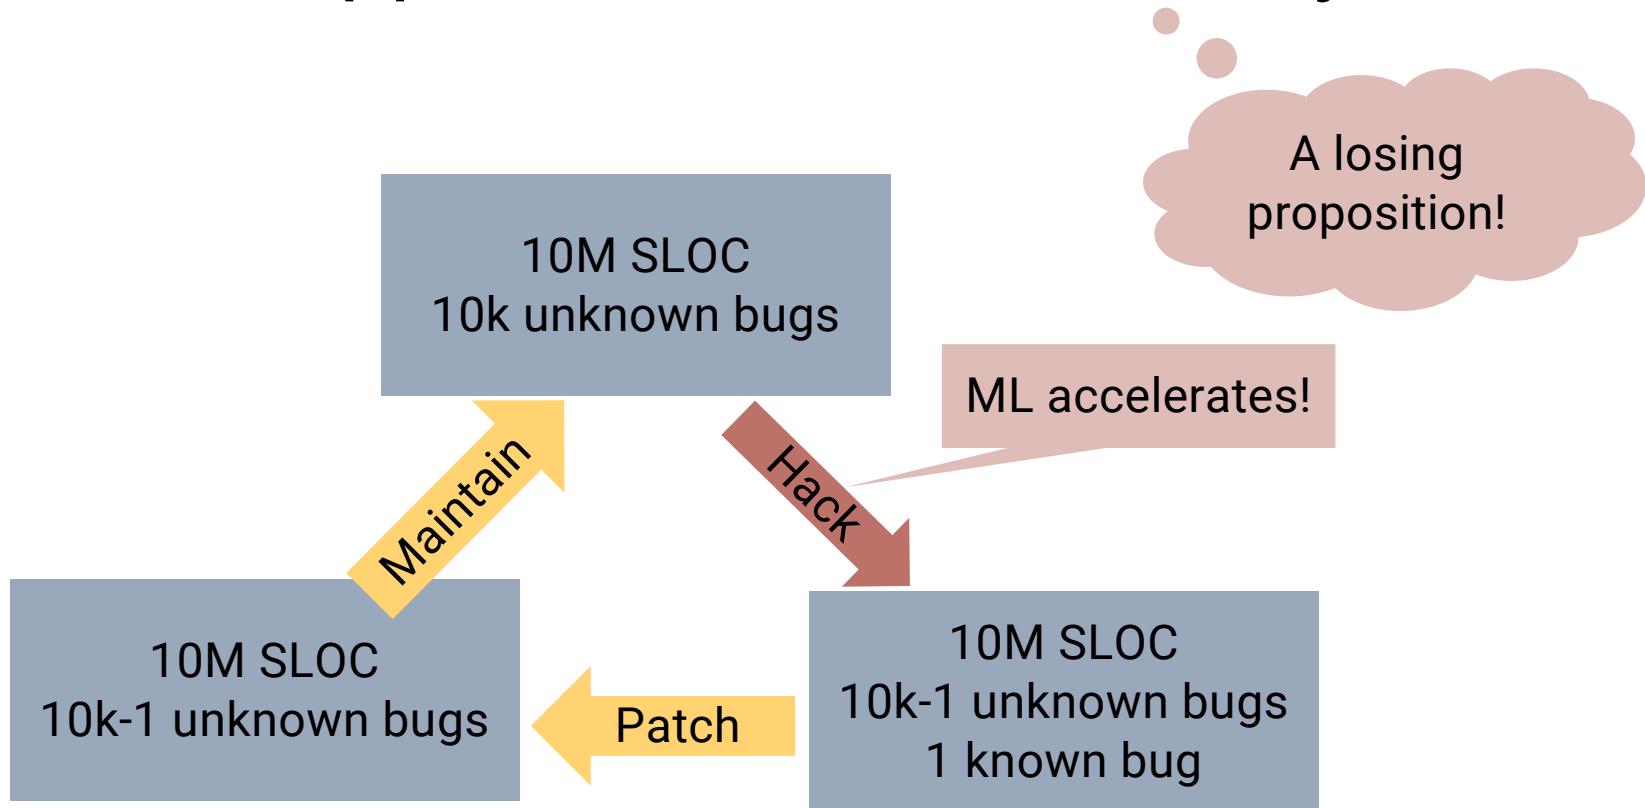 A losing
proposition!
10M SLOC
10k unknown bugs
ML accelerates!
Maintain
Hack
10M SLOC
10k-1 unknown bugs
Patch
10M SLOC
10k-1 unknown bugs
1 known bug